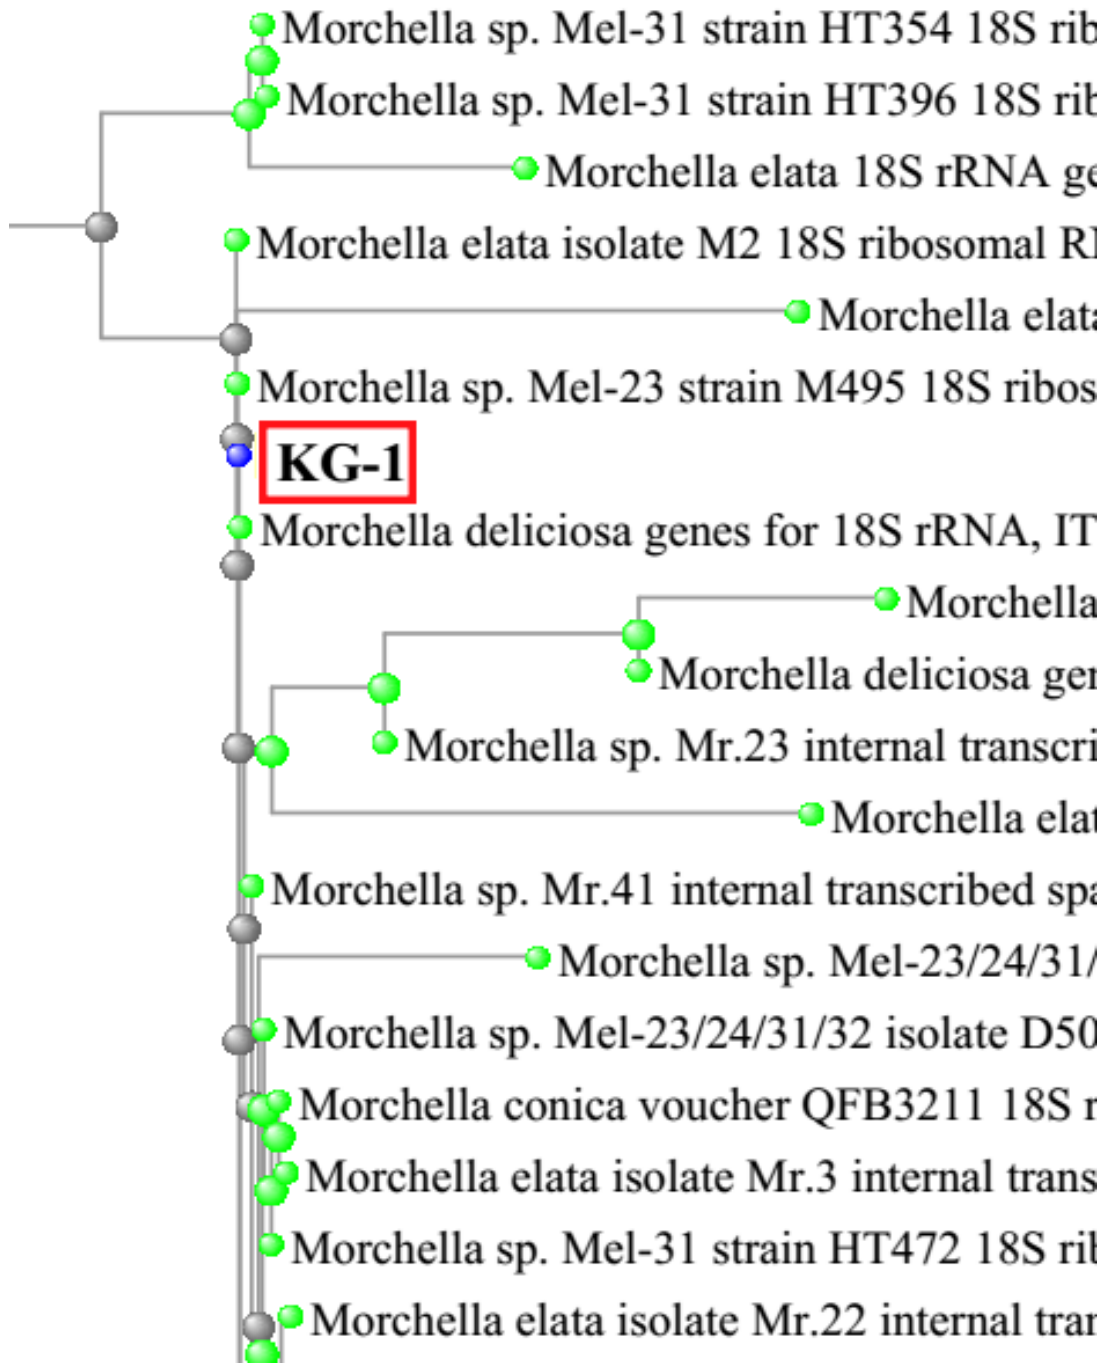 Morchella sp. Mel-31 strain HT354 18S rib
Morchella sp. Mel-31 strain HT396 18S rib
Morchella elata 18S rRNA ge
Morchella elata isolate M2 18S ribosomal RN
Morchella elata
Morchella sp. Mel-23 strain M495 18S ribos
KG-1
Morchella deliciosa genes for 18S rRNA, IT
Morchella
Morchella deliciosa gen
Morchella sp. Mr.23 internal transcri
Morchella elat
Morchella sp. Mr.41 internal transcribed spa
Morchella sp. Mel-23/24/31/
Morchella sp. Mel-23/24/31/32 isolate D50
Morchella conica voucher QFB3211 18S r
Morchella elata isolate Mr.3 internal trans
Morchella sp. Mel-31 strain HT472 18S rib
Morchella elata isolate Mr.22 internal tran